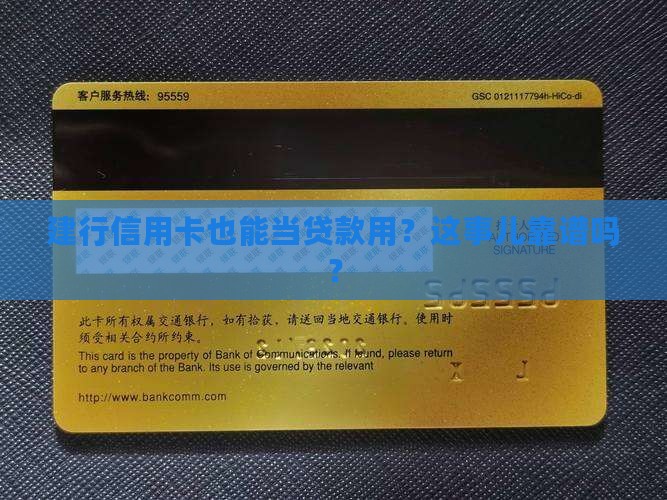 客户服务热线：95559
GSC 0121117794h-HiCo-di
建行信用卡也能当贷款用？这事儿靠谱吗
？
SIGNATUHE
此卡所有权属交通银行，如有拾获，请送回当地交通银行。使用时
须受相关合约所约束。
This card is the property of Bank of Communications. If found, please return
to any branch of the Bank. Its use is governed by the relevant
http://www.bankcomm.com